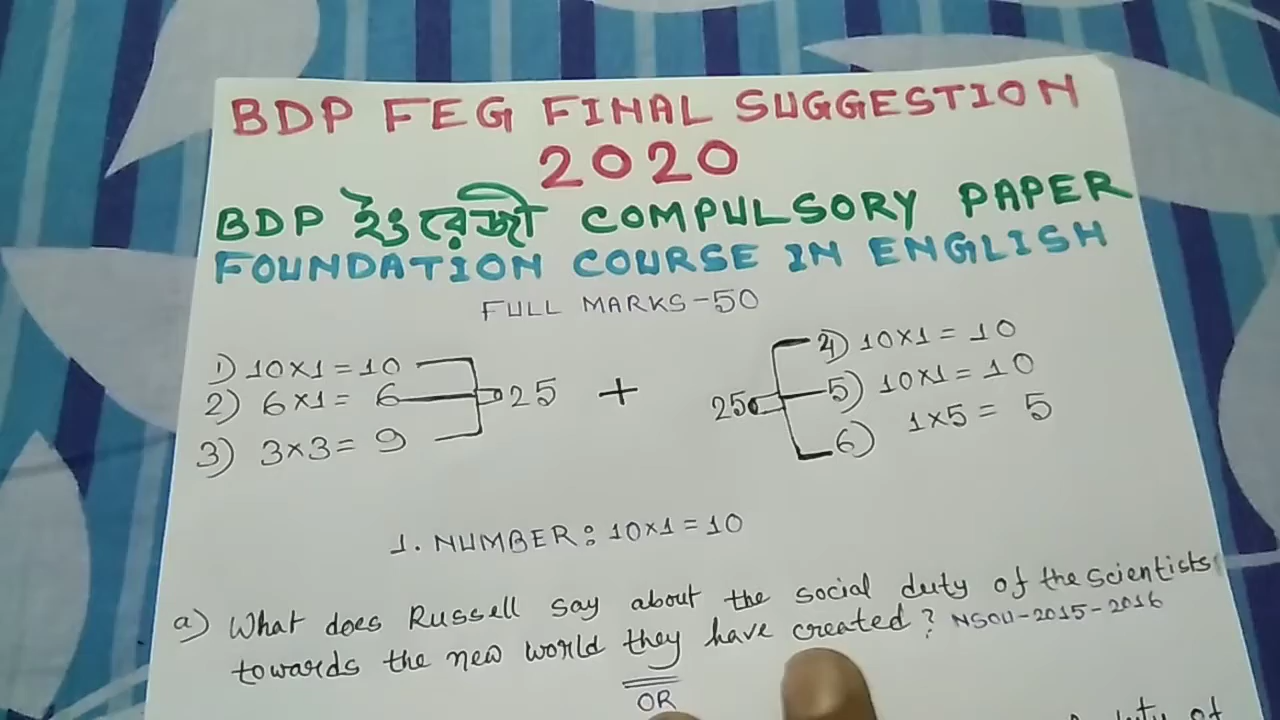 BDP FEG FINAL SUGGESTION
2020
BDP ইংরেজী COMPULSORY PAPER
FOUNDATION COURSE IN ENGLISH
FULL MARKS-50
1) 10×1=10
2) 6×1= 6
3) 3×3= 9
25 + 25
4) 10×1=10
5) 10×1=10
6) 1×5= 5
1. NUMBER: 10×1=10
a) What does Russell say about the social duty of the scientists
towards the new world they have created? NSOU-2015-2016
OR
duty of